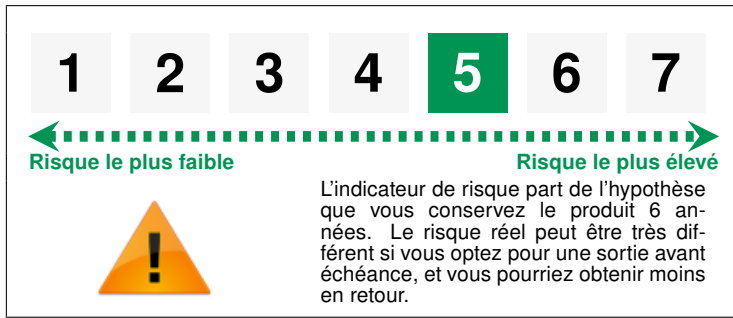 1 2 3 4 5 6 7
Risque le plus faible Risque le plus élevé
L'indicateur de risque part de l'hypothèse
que vous conservez le produit 6 an-
nées. Le risque réel peut être très dif-
férent si vous optez pour une sortie avant
échéance, et vous pourriez obtenir moins
en retour.
!